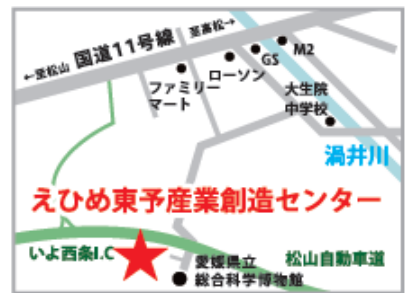 至高松→
国道11号線
←至松山
M2
GS
ローソン
ファミリー
マート
大生院
中学校
渦井川
えひめ東予産業創造センター
いよ西条I.C
愛媛県立
総合科学博物館
松山自動車道